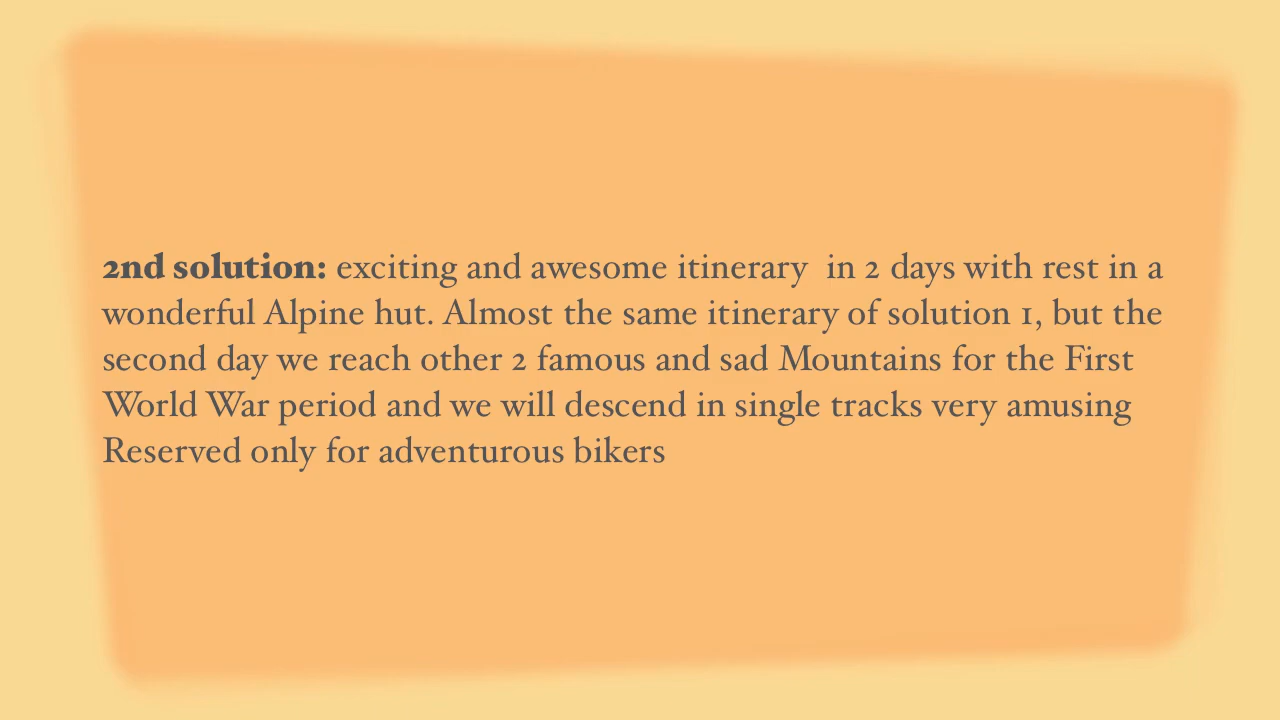 2nd solution: exciting and awesome itinerary  in 2 days with rest in a
wonderful Alpine hut. Almost the same itinerary of solution 1, but the
second day we reach other 2 famous and sad Mountains for the First
World War period and we will descend in single tracks very amusing
Reserved only for adventurous bikers